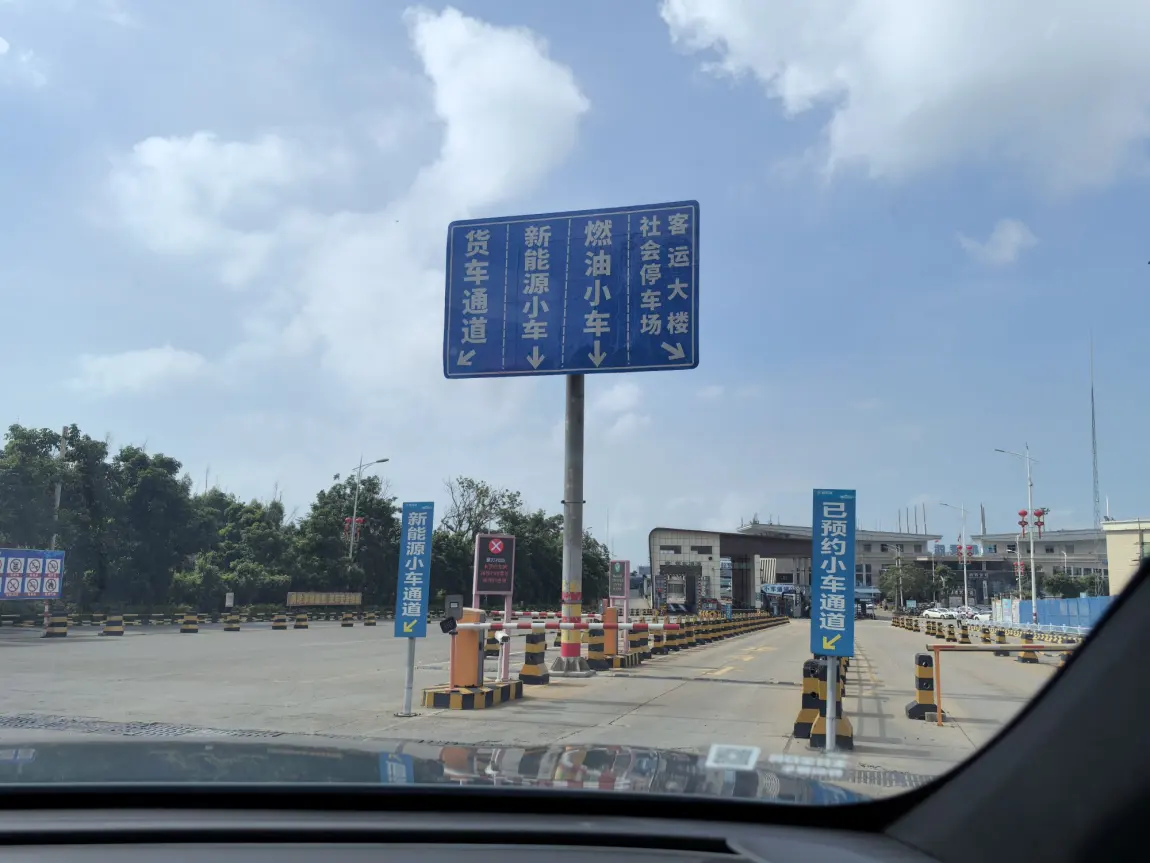 货车通道
新能源小车
燃油小车
社会停车场
客运大楼
新能源小车通道
已预约小车通道